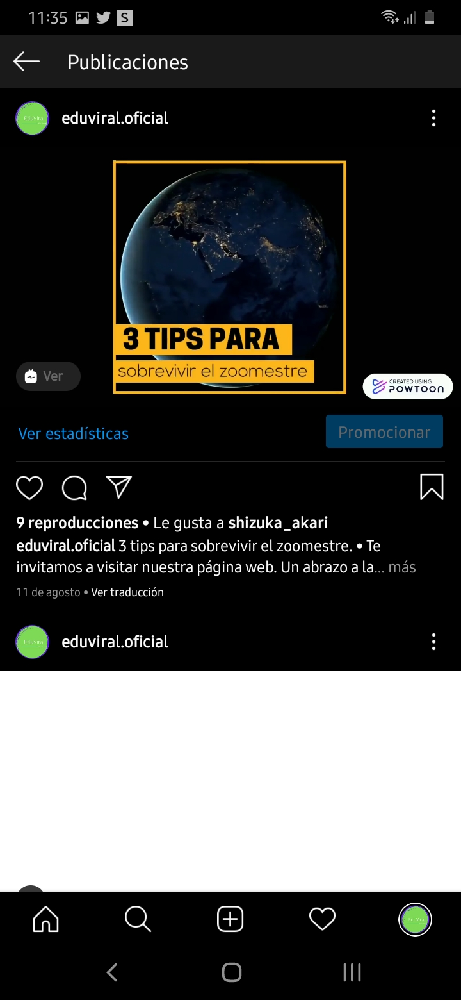 11:35
Publicaciones
eduviral.oficial
3 TIPS PARA
sobrevivir el zoomestre
Ver
CREATED USING
POWTOON
Ver estadísticas
Promocionar
9 reproducciones • Le gusta a shizuka_akari
eduviral.oficial 3 tips para sobrevivir el zoomestre. • Te
invitamos a visitar nuestra página web. Un abrazo a la... más
11 de agosto • Ver traducción
eduviral.oficial